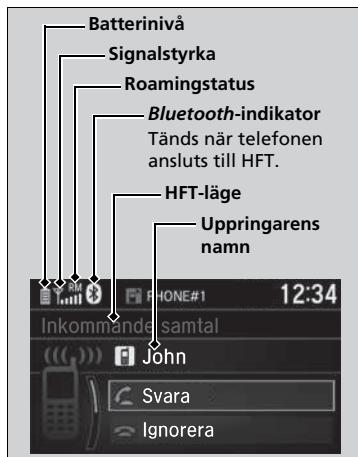 Batterinivå
Signalstyrka
Roamingstatus
Bluetooth-indikator
Tänds när telefonen
ansluts till HFT.
HFT-läge
Uppringarens
namn
RM PHONE#1 12:34
Inkommande samtal
John
Svara
Ignorera